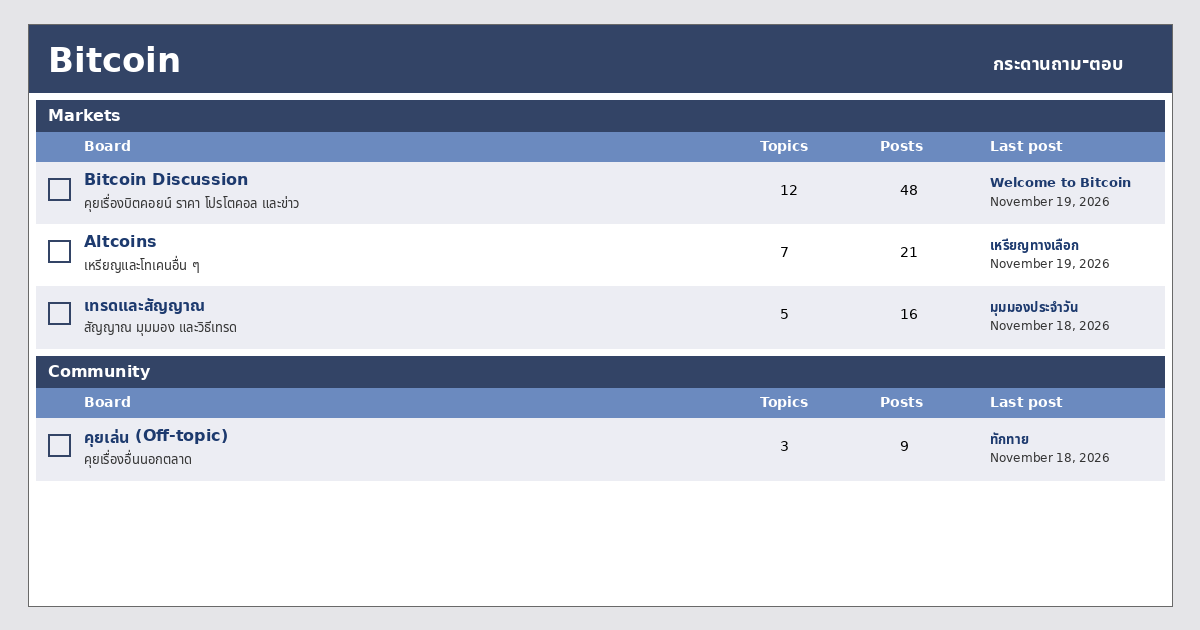 Bitcoin
กระดานถาม-ตอบ
Markets
Board Topics Posts Last post
Bitcoin Discussion 12 48 Welcome to Bitcoin
คุยเรื่องบิตคอยน์ ราคา โปรโตคอล และข่าว November 19, 2026
Altcoins 7 21 เหรียญทางเลือก
เหรียญและโทเคนอื่น ๆ November 19, 2026
เทรดและสัญญาณ 5 16 มุมมองประจำวัน
สัญญาณ มุมมอง และวิธีเทรด November 18, 2026
Community
Board Topics Posts Last post
คุยเล่น (Off-topic) 3 9 ทักทาย
คุยเรื่องอื่นนอกตลาด November 18, 2026